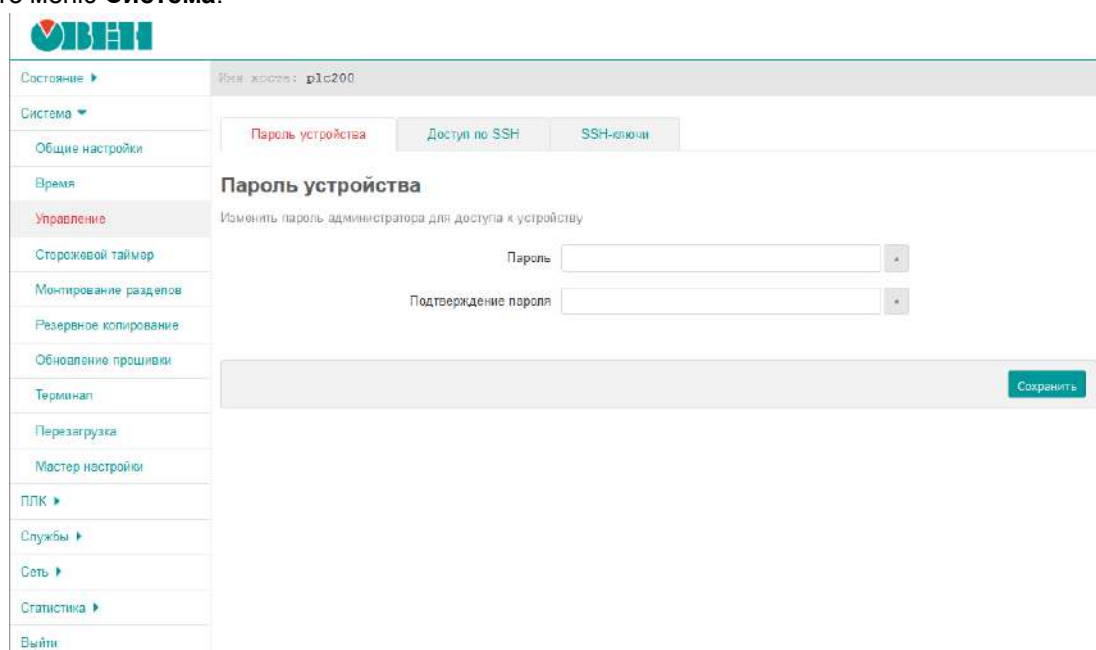 меню Система.
ОВЕН
Состояние
Имя хоста: plc200
Система
Общие настройки
Время
Управление
Сторожевой таймер
Монтирование разделов
Резервное копирование
Обновление прошивки
Терминал
Перезагрузка
Мастер настройки
ПЛК
Службы
Сеть
Статистика
Выйти
Пароль устройства
Доступ по SSH
SSH-ключи
Пароль устройства
Изменить пароль администратора для доступа к устройству
Пароль
Подтверждение пароля
Сохранить